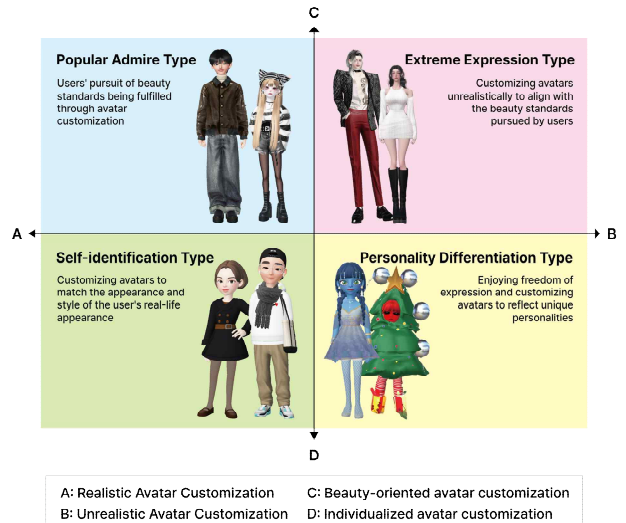 C
Popular Admire Type
Users' pursuit of beauty
standards being fulfilled
through avatar
customization
Extreme Expression Type
Customizing avatars
unrealistically to align with
the beauty standards
pursued by users
A
B
Self-identification Type
Customizing avatars to
match the appearance and
style of the user's real-life
appearance
Personality Differentiation Type
Enjoying freedom of
expression and customizing
avatars to reflect unique
personalities
D
A: Realistic Avatar Customization
C: Beauty-oriented avatar customization
B: Unrealistic Avatar Customization
D: Individualized avatar customization